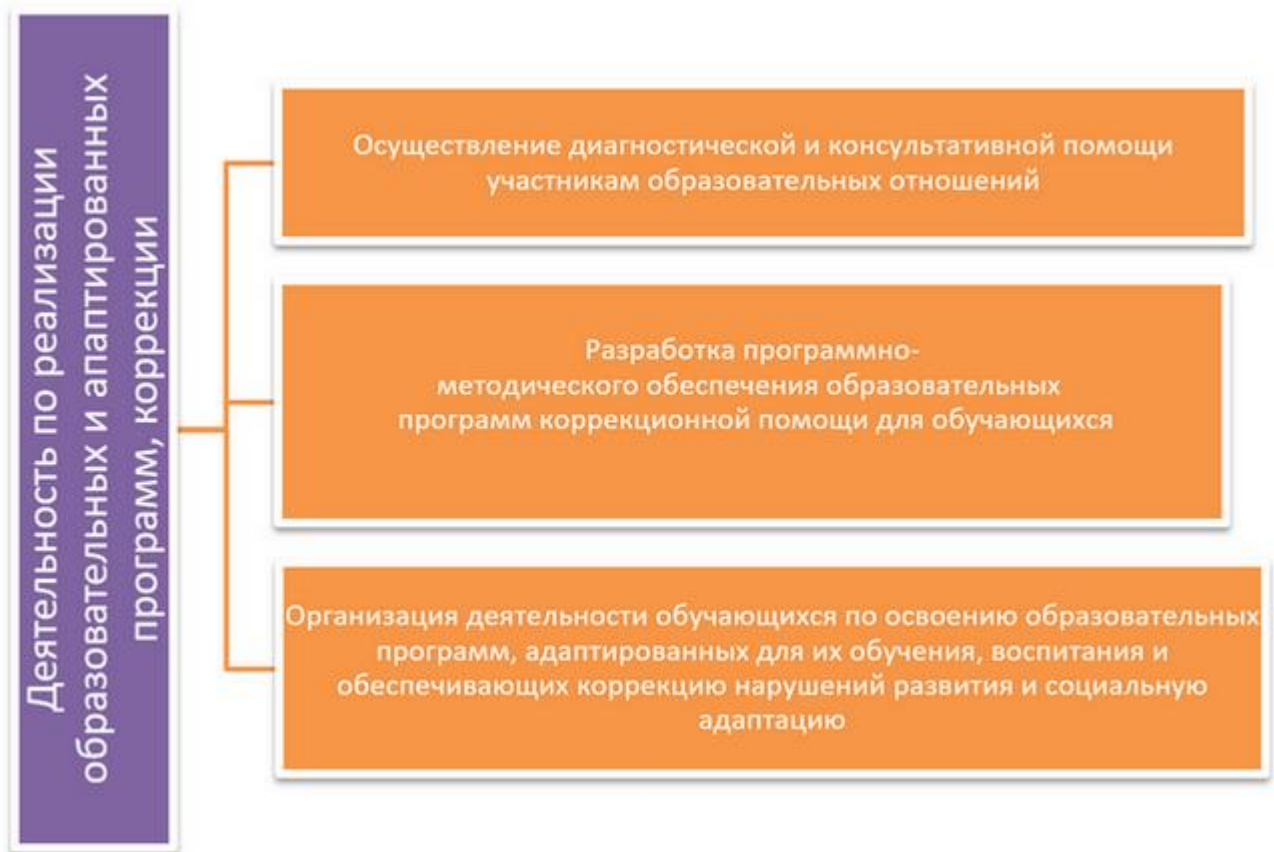 Деятельность по реализации
образовательных и апаптированных
программ, коррекции
Осуществление диагностической и консультативной помощи
участникам образовательных отношений
Разработка программно-
методического обеспечения образовательных
программ коррекционной помощи для обучающихся
Организация деятельности обучающихся по освоению образовательных
программ, адаптированных для их обучения, воспитания и
обеспечивающих коррекцию нарушений развития и социальную
адаптацию